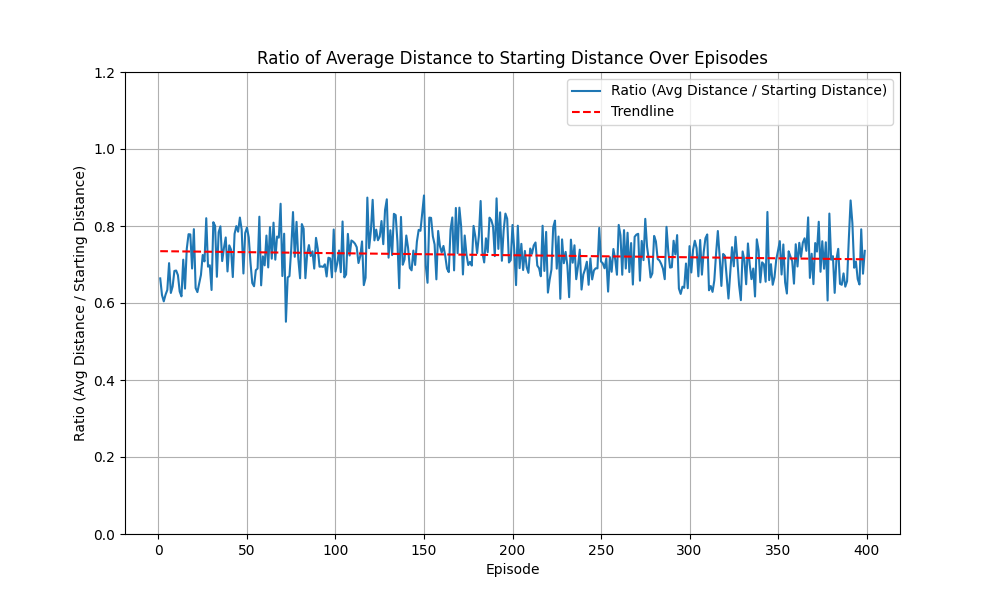 Ratio of Average Distance to Starting Distance Over Episodes
Ratio (Avg Distance / Starting Distance)
Trendline
Ratio (Avg Distance / Starting Distance)
1.2
1.0
0.8
0.6
0.4
0.2
0.0
0 50 100 150 200 250 300 350 400
Episode